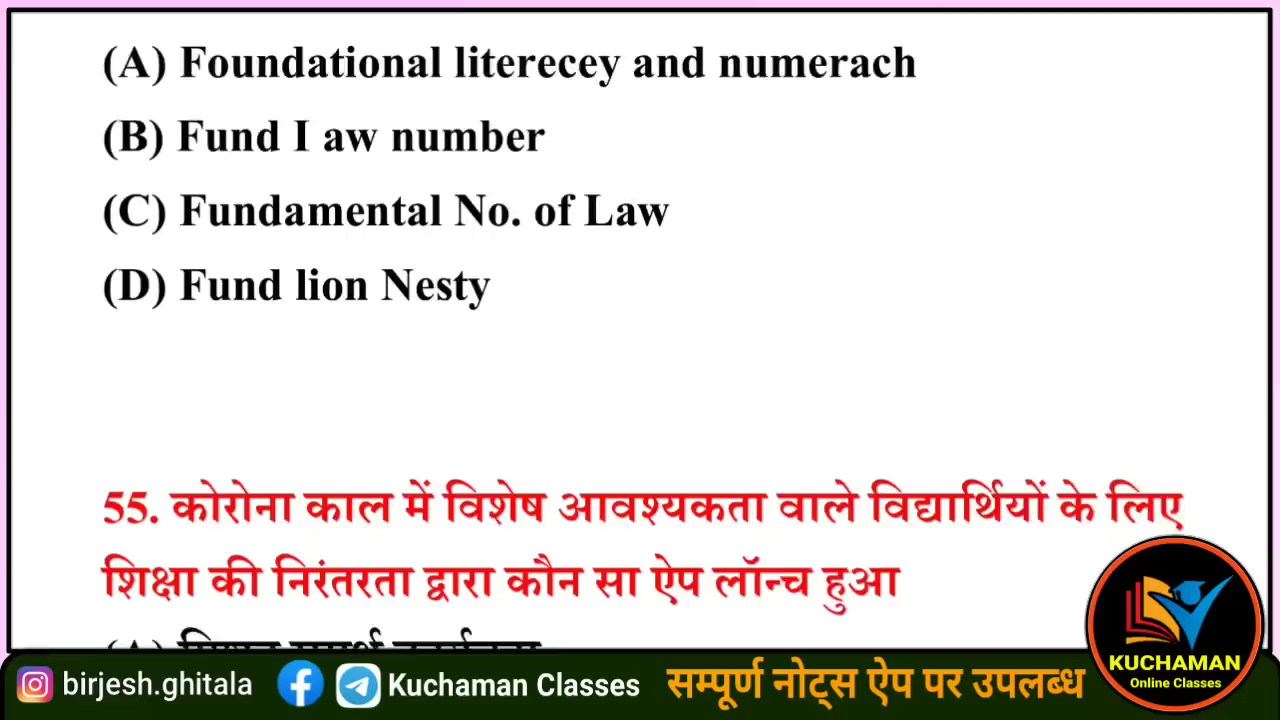 (A) Foundational literecey and numerach
(B) Fund I aw number
(C) Fundamental No. of Law
(D) Fund lion Nesty
55. कोरोना काल में विशेष आवश्यकता वाले विद्यार्थियों के लिए
शिक्षा की निरंतरता द्वारा कौन सा ऐप लॉन्च हुआ
(A)
KUCHAMAN
Online Classes
birjesh.ghitala
Kuchaman Classes
सम्पूर्ण नोट्स ऐप पर उपलब्ध